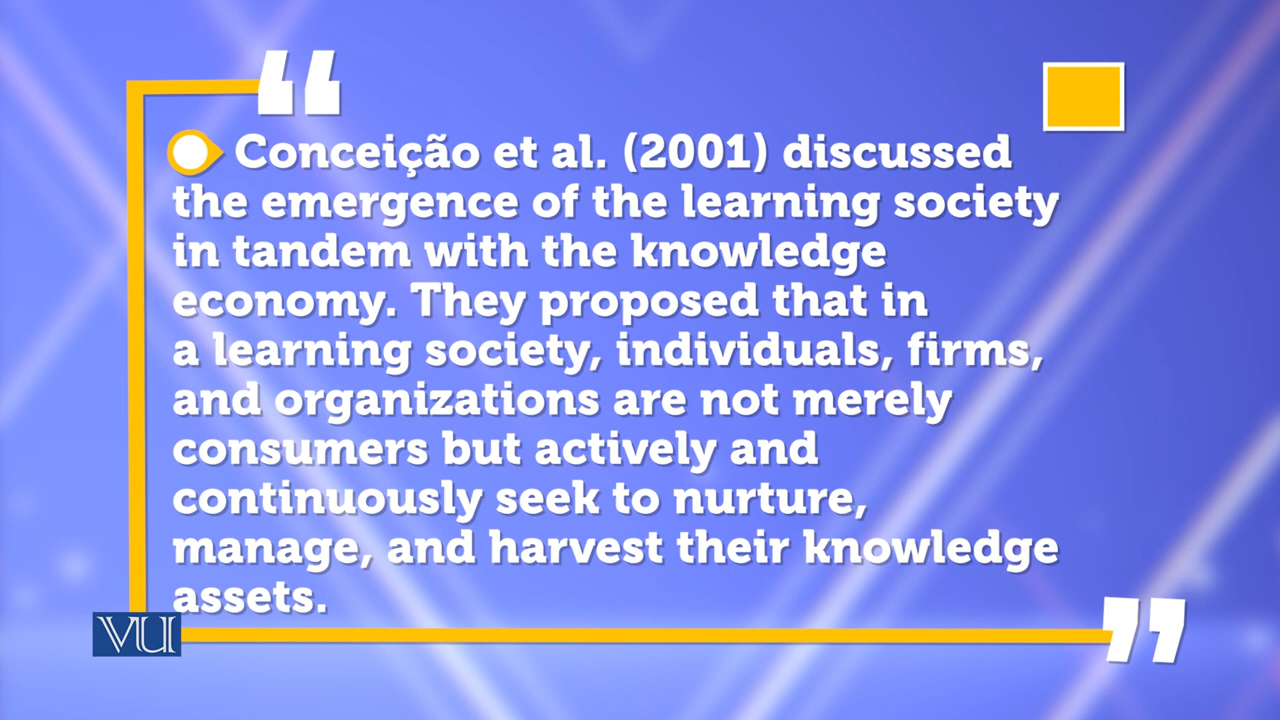 “
Conceição et al. (2001) discussed
the emergence of the learning society
in tandem with the knowledge
economy. They proposed that in
a learning society, individuals, firms,
and organizations are not merely
consumers but actively and
continuously seek to nurture,
manage, and harvest their knowledge
assets.
VU
”